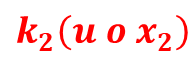 k₂(u o x₂)